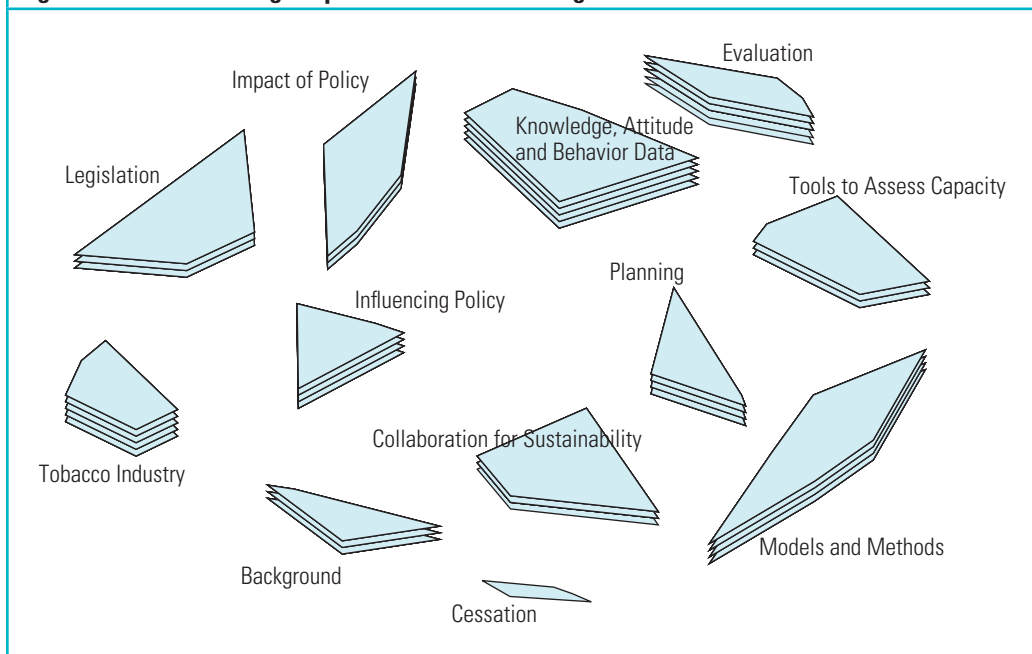 Evaluation
Impact of Policy
Knowledge, Attitude
and Behavior Data
Legislation
Tools to Assess Capacity
Planning
Influencing Policy
Collaboration for Sustainability
Tobacco Industry
Models and Methods
Background
Cessation